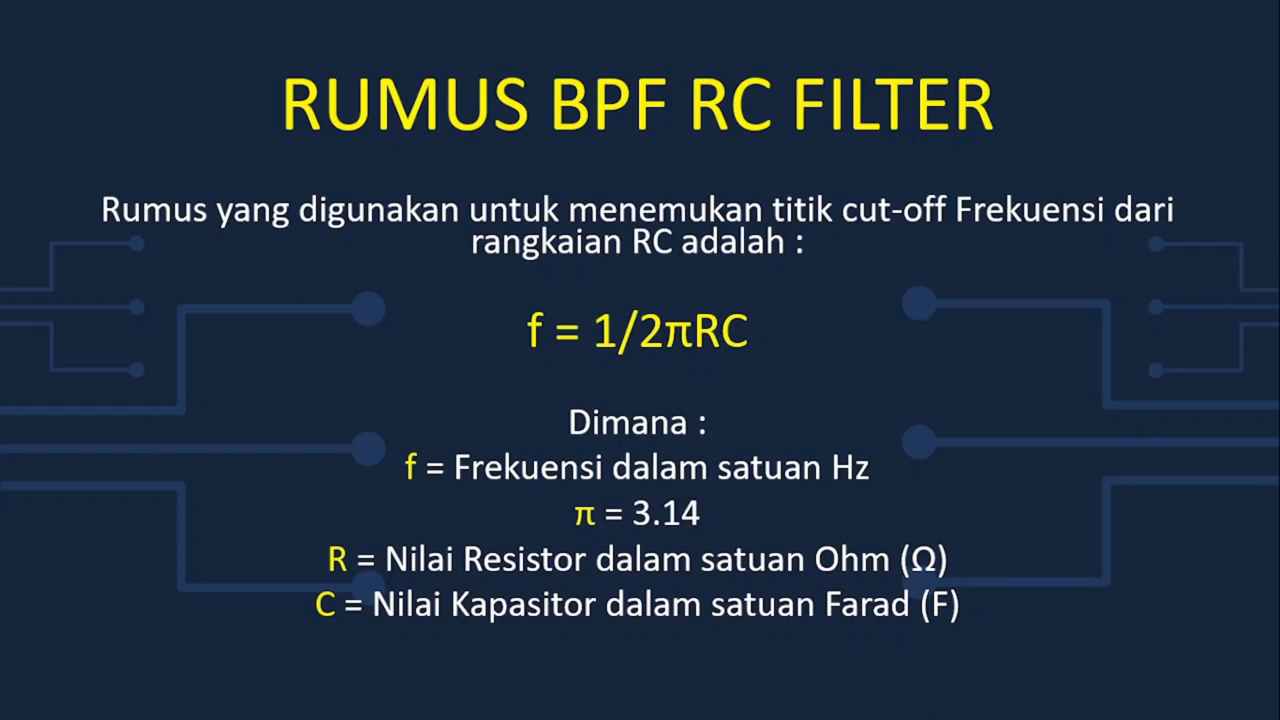 RUMUS BPF RC FILTER
Rumus yang digunakan untuk menemukan titik cut-off Frekuensi dari
rangkaian RC adalah :
f = 1/2πRC
Dimana :
f = Frekuensi dalam satuan Hz
π = 3.14
R = Nilai Resistor dalam satuan Ohm (Ω)
C = Nilai Kapasitor dalam satuan Farad (F)